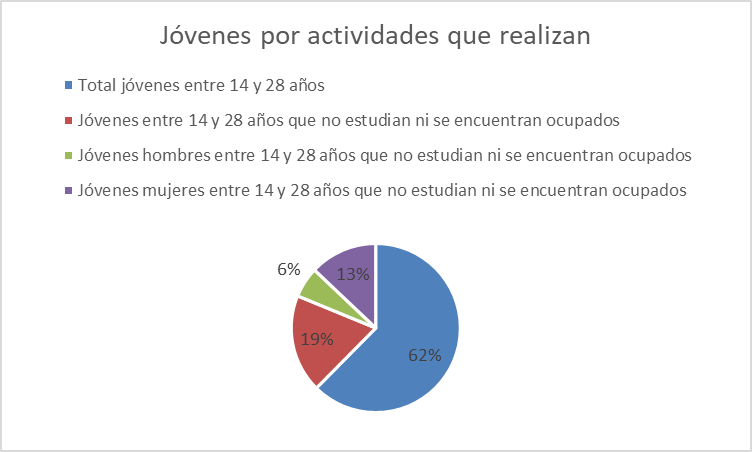 Jóvenes por actividades que realizan
Total jóvenes entre 14 y 28 años
Jóvenes entre 14 y 28 años que no estudian ni se encuentran ocupados
Jóvenes hombres entre 14 y 28 años que no estudian ni se encuentran ocupados
Jóvenes mujeres entre 14 y 28 años que no estudian ni se encuentran ocupados
6%
13%
19%
62%